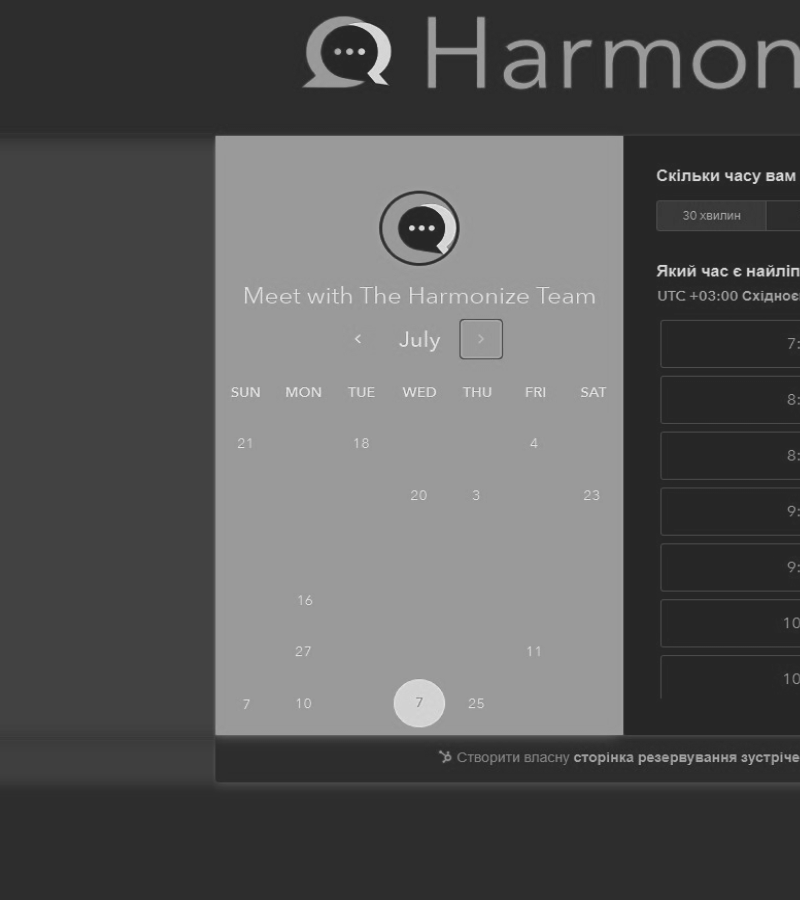 Harmon
Meet with The Harmonize Team
July
SUN MON TUE WED THU FRI SAT
21 18 4
20 3 23
16
27 11
7 10 7 25
Скільки часу вам
30 хвилин
Який час є найліп
UTC +03:00 Східноє
7:
8:
8:
9:
9:
10
10
Створити власну сторінка резервування зустріче